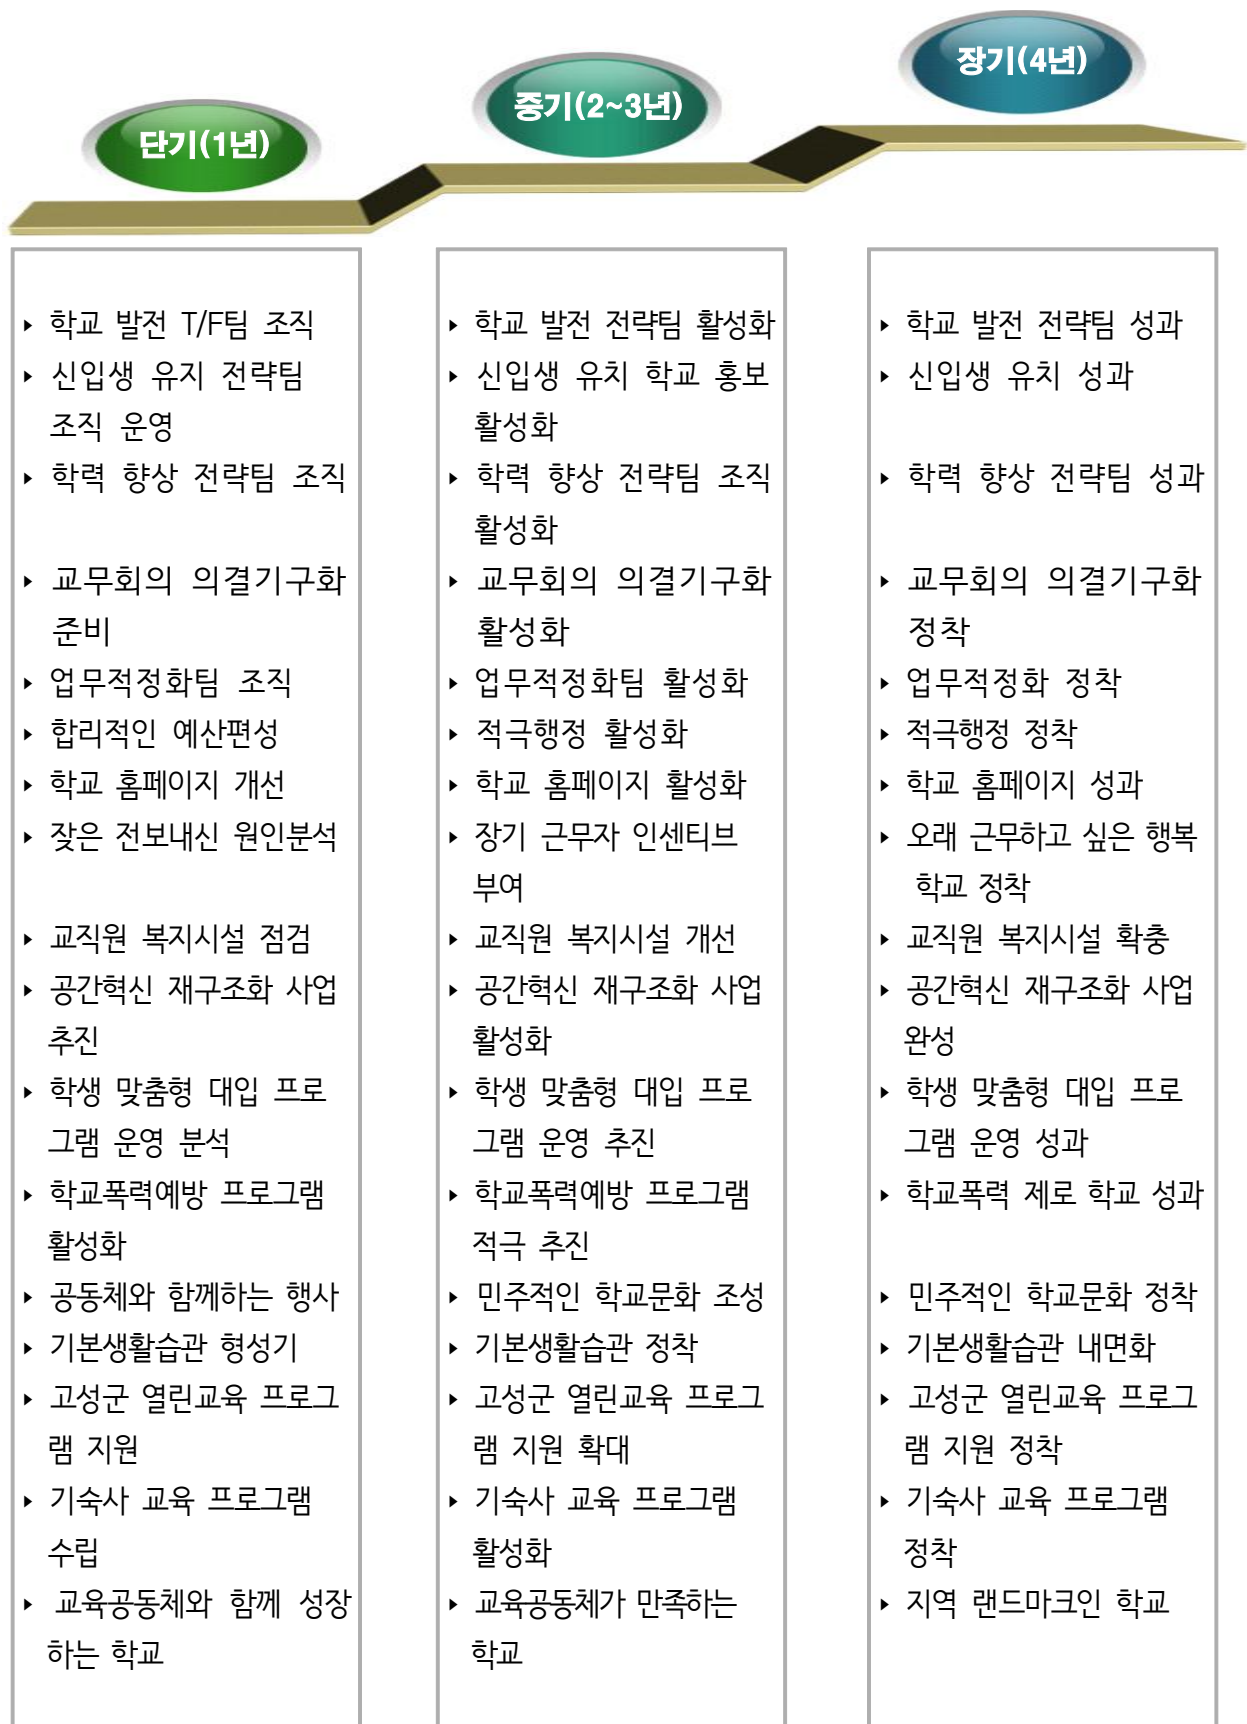 단기(1년)
중기(2~3년)
장기(4년)
▸ 학교 발전 T/F팀 조직
▸ 신입생 유지 전략팀
조직 운영
▸ 학력 향상 전략팀 조직
▸ 교무회의 의결기구화
준비
▸ 업무적정화팀 조직
▸ 합리적인 예산편성
▸ 학교 홈페이지 개선
▸ 잦은 전보내신 원인분석
▸ 교직원 복지시설 점검
▸ 공간혁신 재구조화 사업
추진
▸ 학생 맞춤형 대입 프로
그램 운영 분석
▸ 학교폭력예방 프로그램
활성화
▸ 공동체와 함께하는 행사
▸ 기본생활습관 형성기
▸ 고성군 열린교육 프로그
램 지원
▸ 기숙사 교육 프로그램
수립
▸ 교육공동체와 함께 성장
하는 학교
▸ 학교 발전 전략팀 활성화
▸ 신입생 유치 학교 홍보
활성화
▸ 학력 향상 전략팀 조직
활성화
▸ 교무회의 의결기구화
활성화
▸ 업무적정화팀 활성화
▸ 적극행정 활성화
▸ 학교 홈페이지 활성화
▸ 장기 근무자 인센티브
부여
▸ 교직원 복지시설 개선
▸ 공간혁신 재구조화 사업
활성화
▸ 학생 맞춤형 대입 프로
그램 운영 추진
▸ 학교폭력예방 프로그램
적극 추진
▸ 민주적인 학교문화 조성
▸ 기본생활습관 정착
▸ 고성군 열린교육 프로그
램 지원 확대
▸ 기숙사 교육 프로그램
활성화
▸ 교육공동체가 만족하는
학교
▸ 학교 발전 전략팀 성과
▸ 신입생 유치 성과
▸ 학력 향상 전략팀 성과
▸ 교무회의 의결기구화
정착
▸ 업무적정화 정착
▸ 적극행정 정착
▸ 학교 홈페이지 성과
▸ 오래 근무하고 싶은 행복
학교 정착
▸ 교직원 복지시설 확충
▸ 공간혁신 재구조화 사업
완성
▸ 학생 맞춤형 대입 프로
그램 운영 성과
▸ 학교폭력 제로 학교 성과
▸ 민주적인 학교문화 정착
▸ 기본생활습관 내면화
▸ 고성군 열린교육 프로그
램 지원 정착
▸ 기숙사 교육 프로그램
정착
▸ 지역 랜드마크인 학교